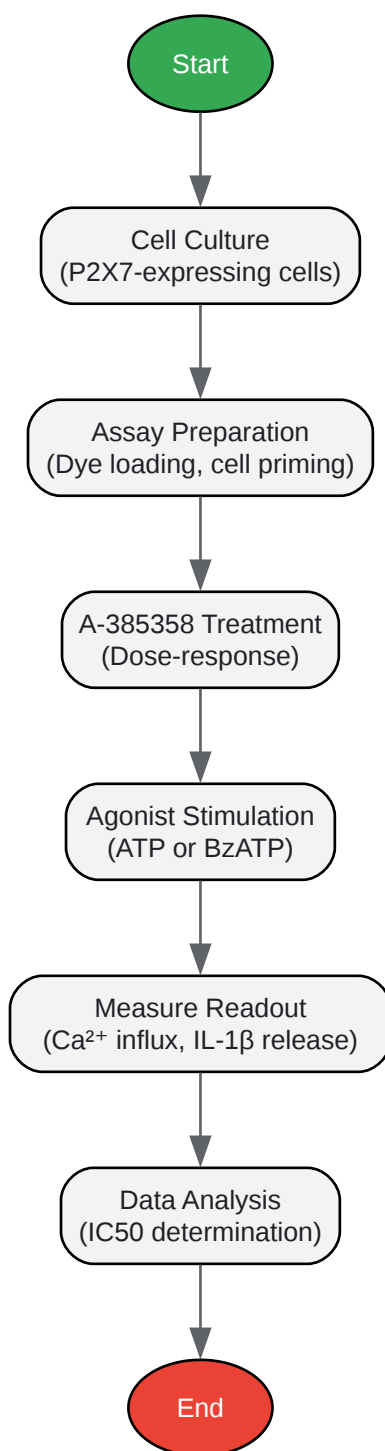 Start
Cell Culture
(P2X7-expressing cells)
Assay Preparation
(Dye loading, cell priming)
A-385358 Treatment
(Dose-response)
Agonist Stimulation
(ATP or BzATP)
Measure Readout
(Ca²⁺ influx, IL-1β release)
Data Analysis
(IC50 determination)
End